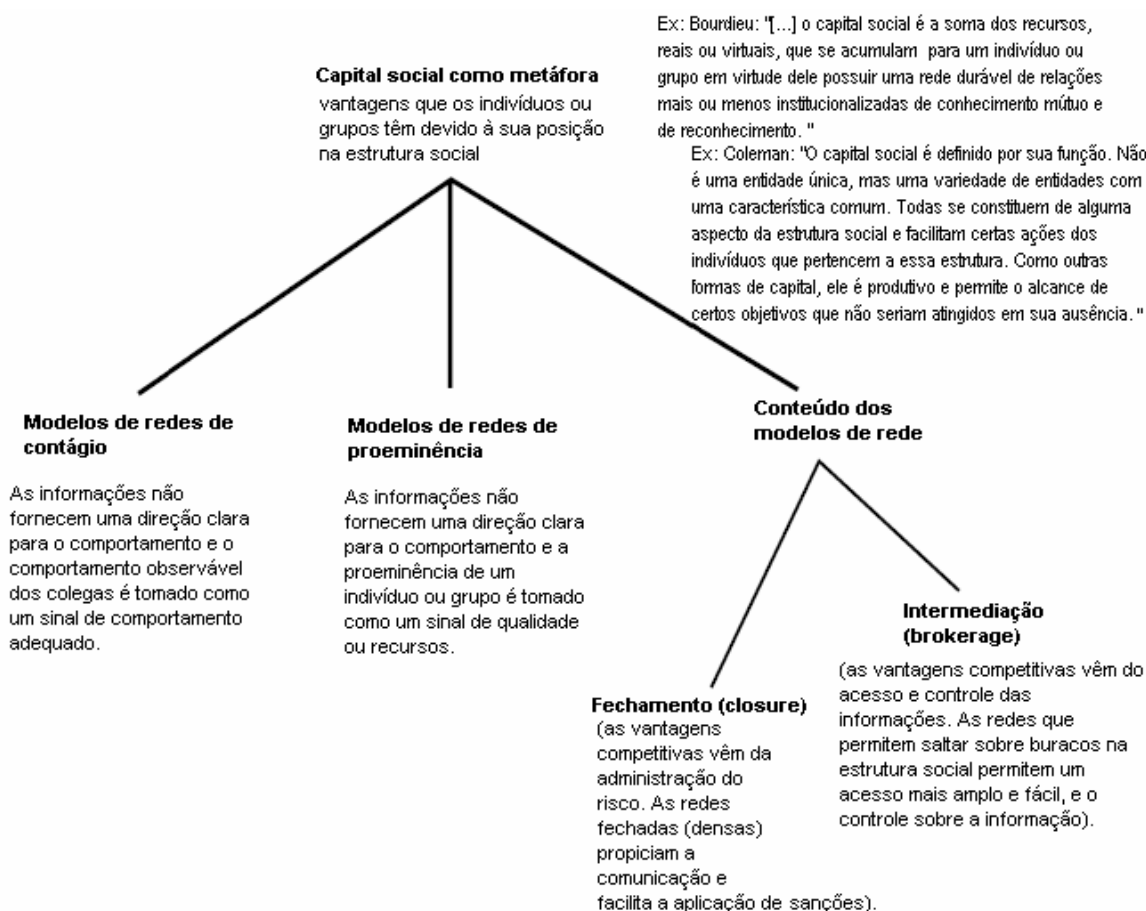 Capital social como metáfora
vantagens que os indivíduos ou
grupos têm devido à sua posição
na estrutura social
Ex: Bourdieu: "[...] o capital social é a soma dos recursos,
reais ou virtuais, que se acumulam para um indivíduo ou
grupo em virtude dele possuir uma rede durável de relações
mais ou menos institucionalizadas de conhecimento mútuo e
de reconhecimento. "
Ex: Coleman: "O capital social é definido por sua função. Não
é uma entidade única, mas uma variedade de entidades com
uma característica comum. Todas se constituem de alguma
aspecto da estrutura social e facilitam certas ações dos
indivíduos que pertencem a essa estrutura. Como outras
formas de capital, ele é produtivo e permite o alcance de
certos objetivos que não seriam atingidos em sua ausência. "
Modelos de redes de
contágio
As informações não
fornecem uma direção clara
para o comportamento e o
comportamento observável
dos colegas é tomado como
um sinal de comportamento
adequado.
Modelos de redes de
proeminência
As informações não
fornecem uma direção clara
para o comportamento e a
proeminência de um
indivíduo ou grupo é tomado
como um sinal de qualidade
ou recursos.
Conteúdo dos
modelos de rede
Fechamento (closure)
(as vantagens
competitivas vêm da
administração do
risco. As redes
fechadas (densas)
propiciam a
comunicação e
facilita a aplicação de sanções).
Intermediação
(brokerage)
(as vantagens competitivas vêm do
acesso e controle das
informações. As redes que
permitem saltar sobre buracos na
estrutura social permitem um
acesso mais amplo e fácil, e o
controle sobre a informação).